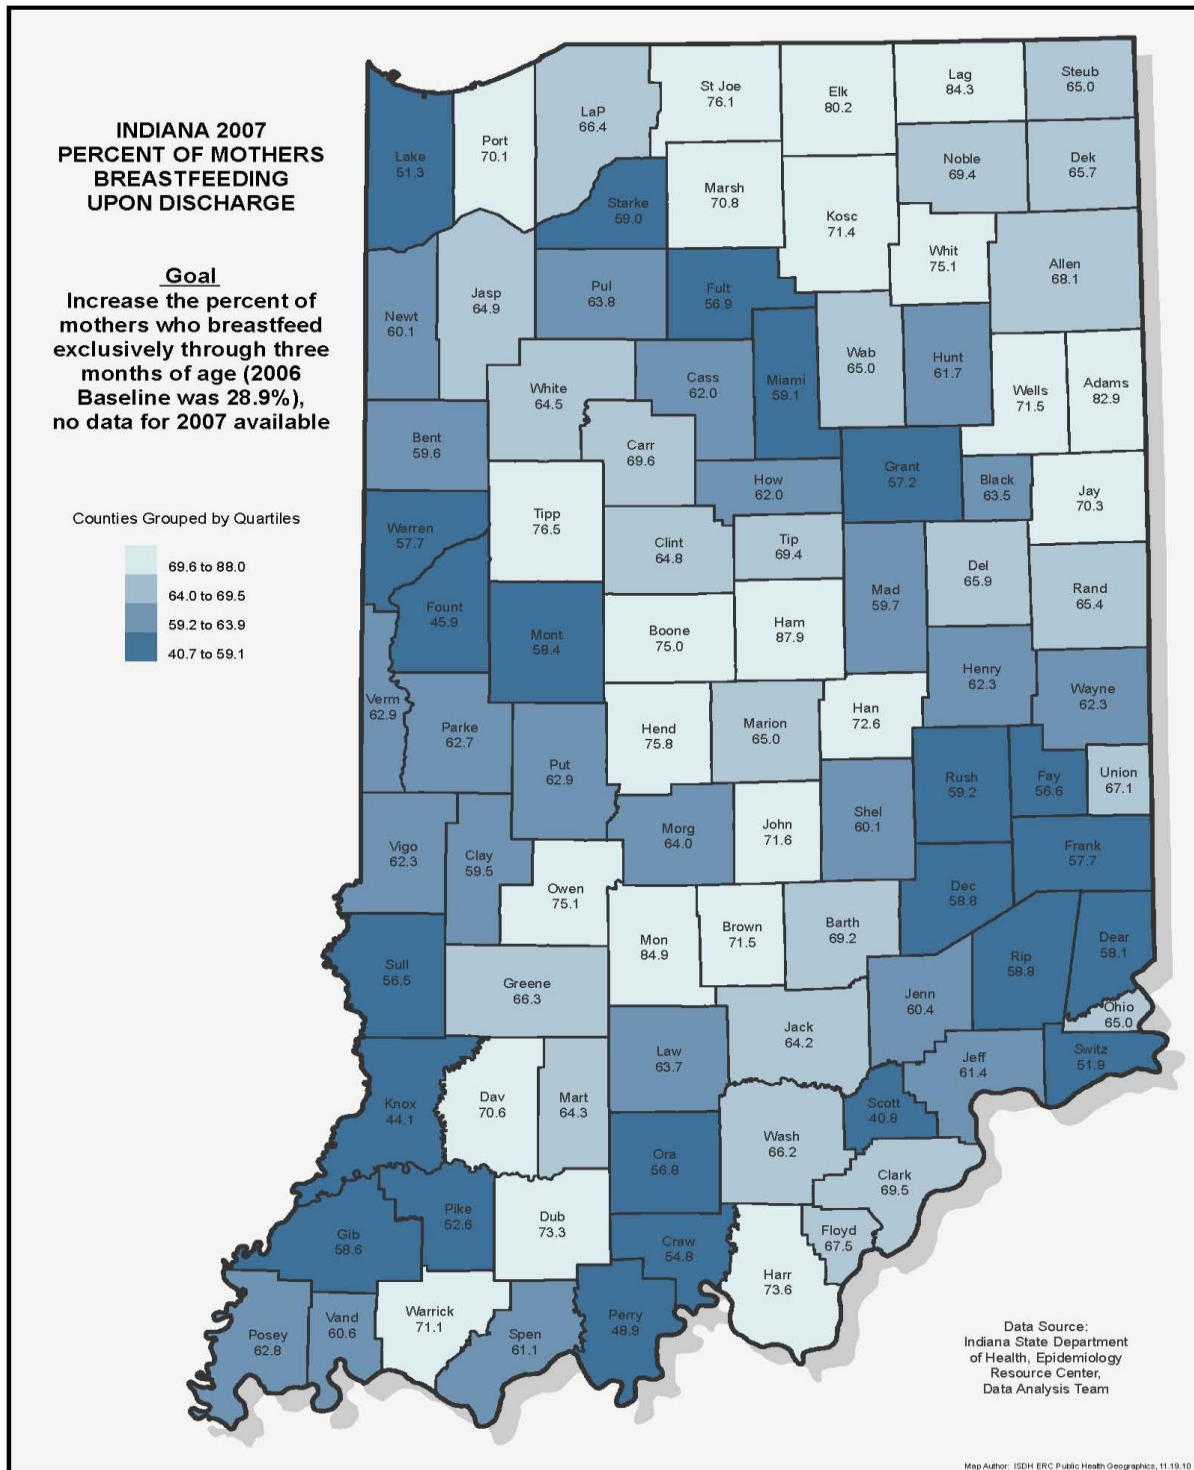 INDIANA 2007
PERCENT OF MOTHERS
BREASTFEEDING
UPON DISCHARGE
Goal
Increase the percent of
mothers who breastfeed
exclusively through three
months of age (2006
Baseline was 28.9%),
no data for 2007 available
Counties Grouped by Quartiles
69.6 to 88.0
64.0 to 69.5
59.2 to 63.9
40.7 to 59.1
Lake
51.3
Port
70.1
LaP
66.4
St Joe
76.1
Elk
80.2
Lag
84.3
Steub
65.0
Noble
69.4
Dek
65.7
Starke
59.0
Marsh
70.8
Kosc
71.4
Whit
75.1
Allen
68.1
Newt
60.1
Jasp
64.9
Pul
63.8
Fult
56.9
Wab
65.0
Hunt
61.7
White
64.5
Cass
62.0
Miami
59.1
Wells
71.5
Adams
82.9
Bent
59.6
Carr
69.6
How
62.0
Grant
57.2
Black
63.5
Jay
70.3
Warren
57.7
Tipp
76.5
Clint
64.8
Tip
69.4
Mad
59.7
Del
65.9
Rand
65.4
Fount
45.9
Mont
58.4
Boone
75.0
Ham
87.9
Henry
62.3
Wayne
62.3
Verm
62.9
Parke
62.7
Put
62.9
Hend
75.8
Marion
65.0
Han
72.6
Rush
59.2
Fay
56.6
Union
67.1
Vigo
62.3
Clay
59.5
Morg
64.0
John
71.6
Shel
60.1
Frank
57.7
Owen
75.1
Mon
84.9
Brown
71.5
Barth
69.2
Dec
58.8
Rip
58.8
Dear
58.1
Sull
56.5
Greene
66.3
Jenn
60.4
Ohio
65.0
Jack
64.2
Law
63.7
Jeff
61.4
Switz
51.9
Knox
44.1
Dav
70.6
Mart
64.3
Scott
40.8
Ora
56.8
Wash
66.2
Clark
69.5
Gib
58.6
Pike
52.6
Dub
73.3
Craw
54.8
Floyd
67.5
Harr
73.6
Posey
62.8
Vand
60.6
Warrick
71.1
Spen
61.1
Perry
48.9
Data Source:
Indiana State Department
of Health, Epidemiology
Resource Center,
Data Analysis Team
Map Author: ISDH ERC Public Health Geographics, 11.19.10